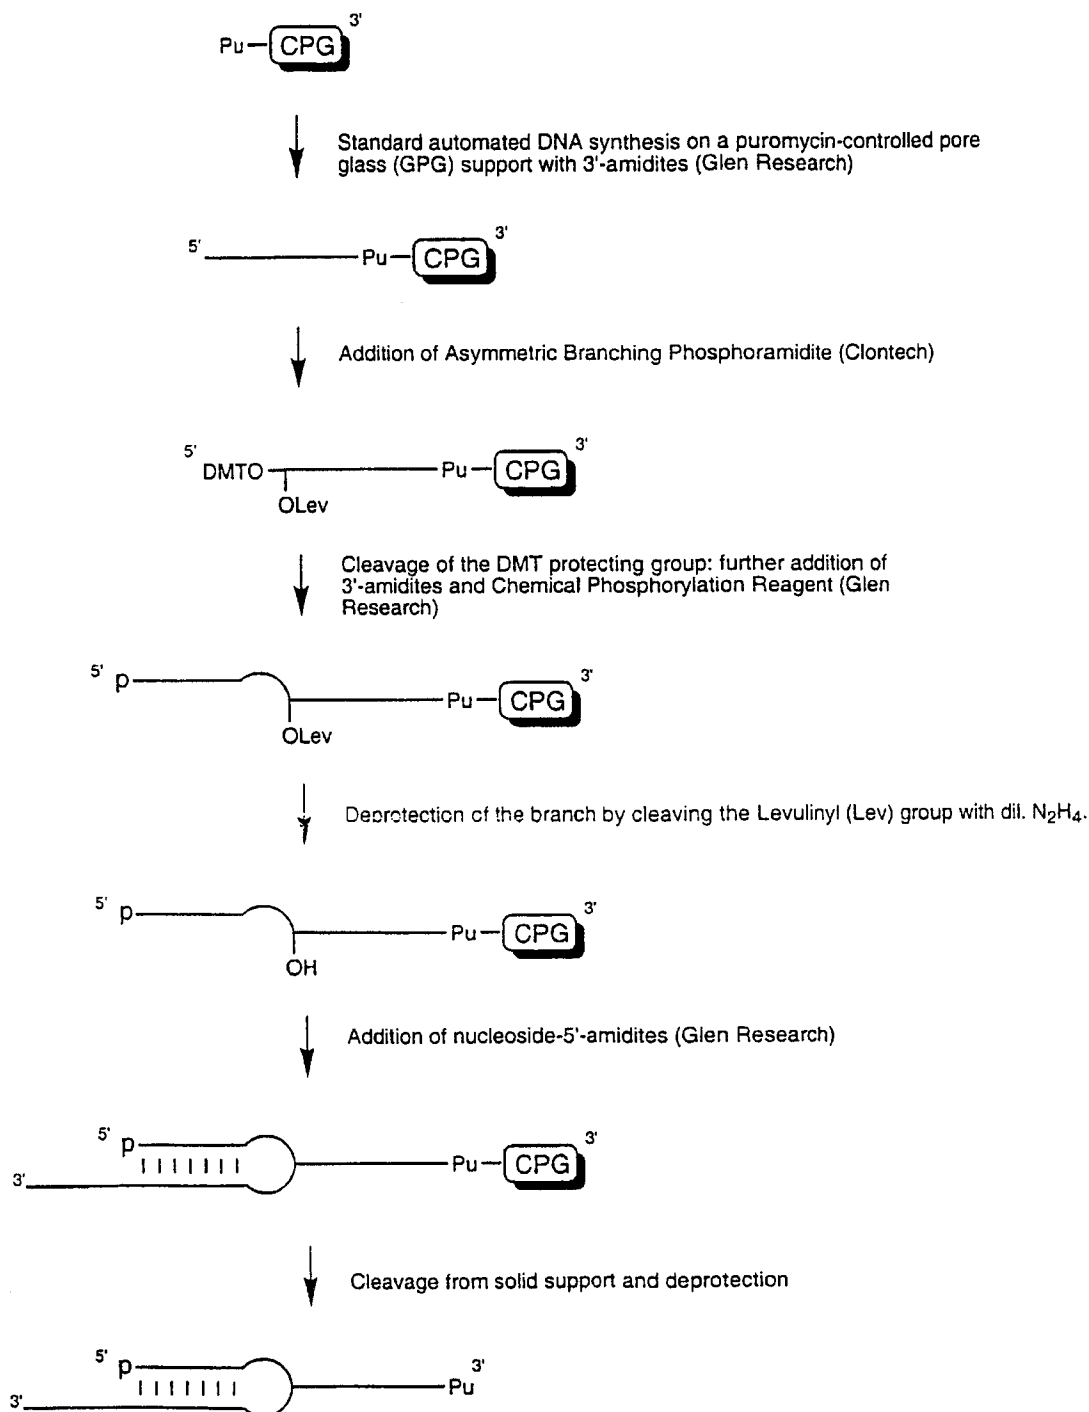 3'
Pu CPG
Standard automated DNA synthesis on a puromycin-controlled pore
glass (GPG) support with 3'-amidites (Glen Research)
5' 3'
Pu CPG
Addition of Asymmetric Branching Phosphoramidite (Clontech)
5' 3'
DMTO Pu CPG
OLev
Cleavage of the DMT protecting group: further addition of
3'-amidites and Chemical Phosphorylation Reagent (Glen
Research)
5' p 3'
Pu CPG
OLev
Deprotection of the branch by cleaving the Levulinyl (Lev) group with dil. N₂H₄.
5' p 3'
Pu CPG
OH
Addition of nucleoside-5'-amidites (Glen Research)
5' p 3'
Pu CPG
3'
Cleavage from solid support and deprotection
5' p 3'
Pu
3'